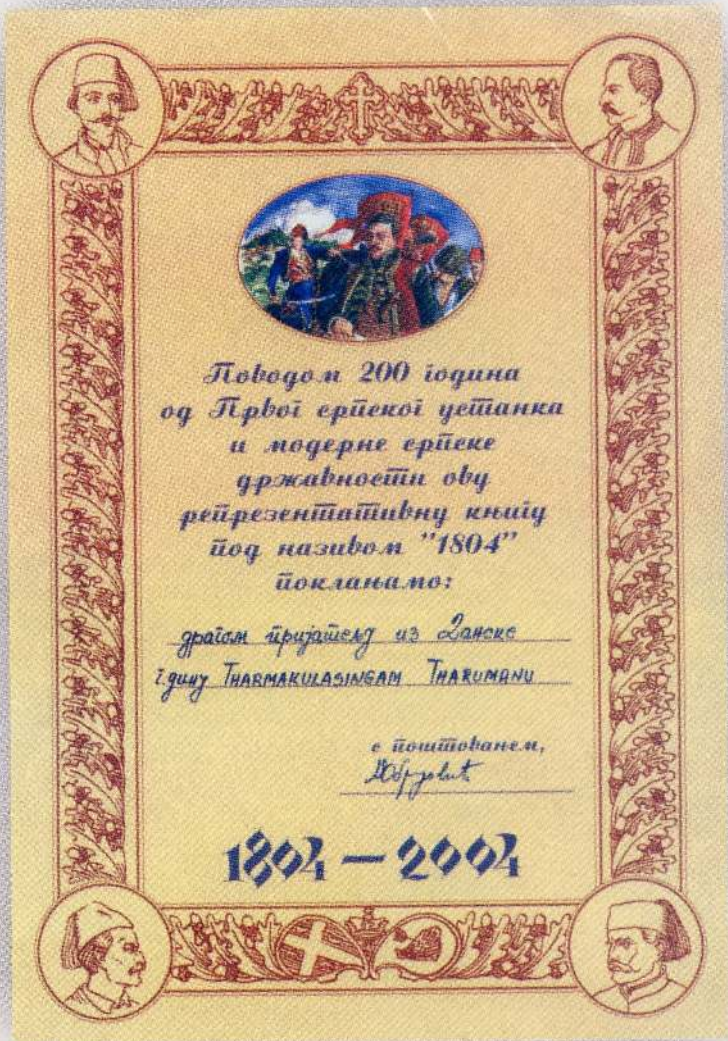 Поводом 200 година
од Првог српског устанка
и модерне српске
државности ову
репрезентативну књигу
под називом "1804"
поклањамо:
драгом пријатељу из Данске
г.дину THARMAKULASINGAM THARUMANU
с поштовањем,
1804 – 2004